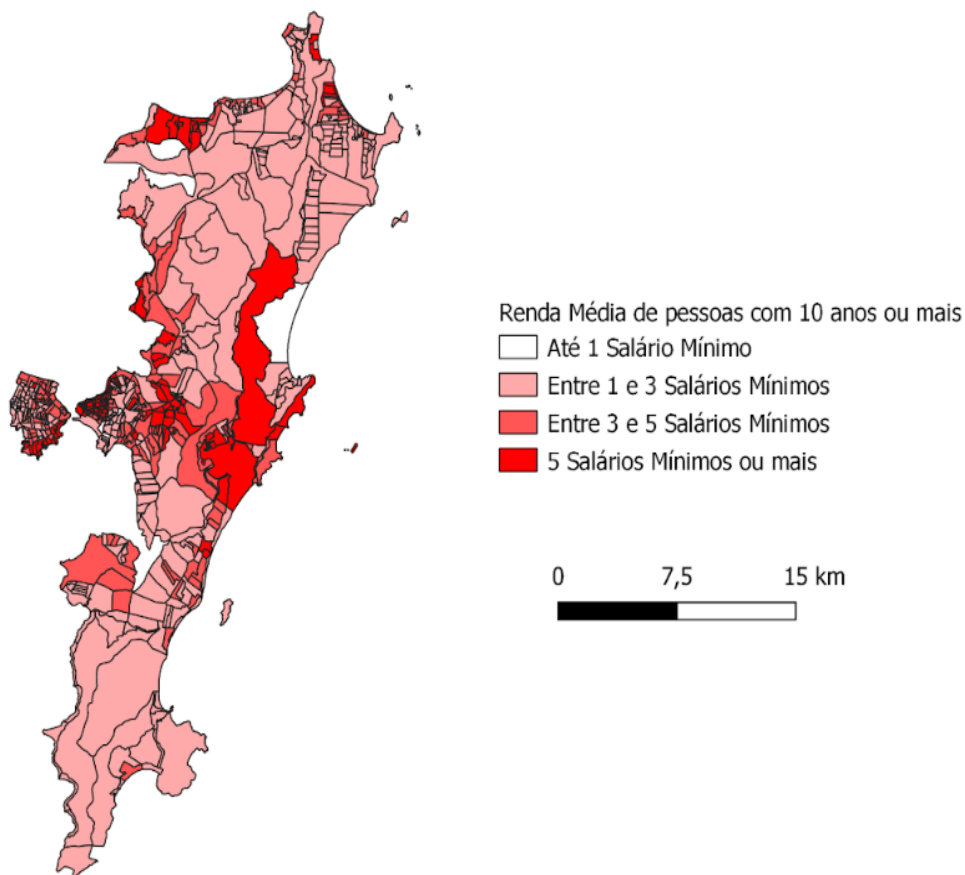 Renda Média de pessoas com 10 anos ou mais
Até 1 Salário Mínimo
Entre 1 e 3 Salários Mínimos
Entre 3 e 5 Salários Mínimos
5 Salários Mínimos ou mais
0 7,5 15 km